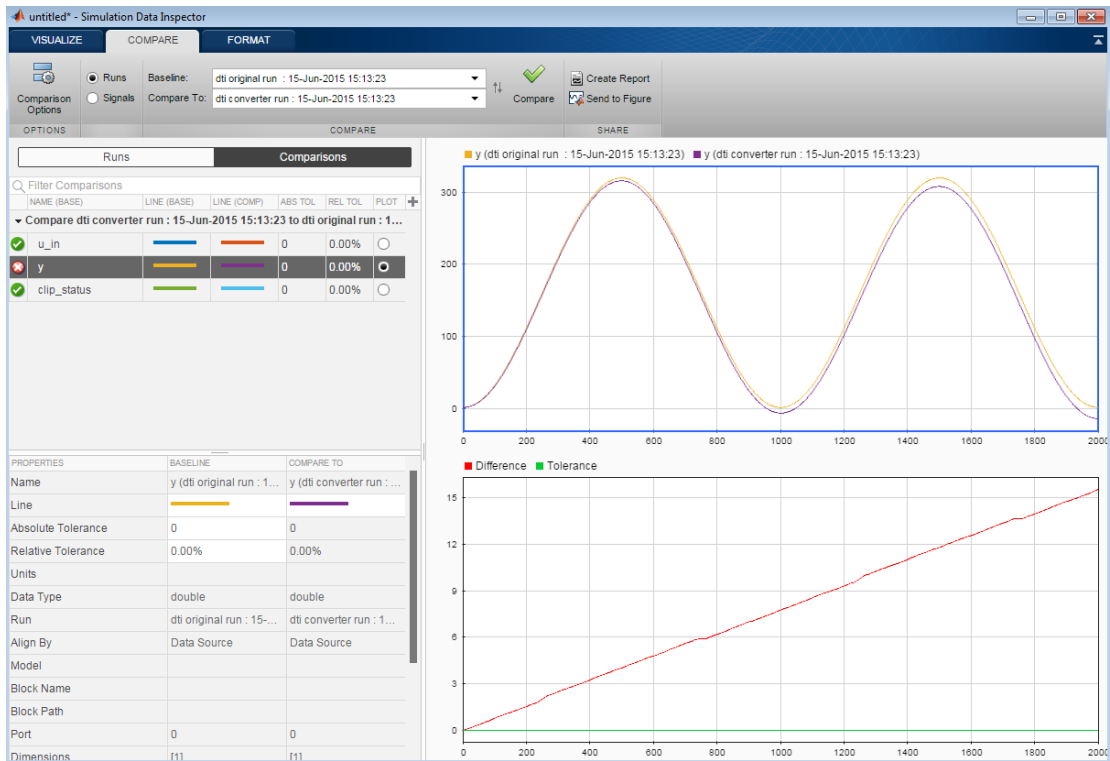 untitled* - Simulation Data Inspector
VISUALIZE COMPARE FORMAT
Comparison Options
Runs
Signals
Baseline: dti original run : 15-Jun-2015 15:13:23
Compare To: dti converter run : 15-Jun-2015 15:13:23
Compare
Create Report
Send to Figure
OPTIONS COMPARE SHARE
Runs Comparisons
Filter Comparisons
NAME (BASE) LINE (BASE) LINE (COMP) ABS TOL REL TOL PLOT
Compare dti converter run : 15-Jun-2015 15:13:23 to dti original run : 1...
u_in 0 0.00%
y 0 0.00%
clip_status 0 0.00%
PROPERTIES BASELINE COMPARE TO
Name y (dti original run : 1... y (dti converter run : ...
Line
Absolute Tolerance 0 0
Relative Tolerance 0.00% 0.00%
Units
Data Type double double
Run dti original run : 15-... dti converter run : 1...
Align By Data Source Data Source
Model
Block Name
Block Path
Port 0 0
Dimensions [1] [1]
y (dti original run : 15-Jun-2015 15:13:23) y (dti converter run : 15-Jun-2015 15:13:23)
300
200
100
0
0 200 400 600 800 1000 1200 1400 1600 1800 2000
Difference Tolerance
15
12
9
6
3
0
0 200 400 600 800 1000 1200 1400 1600 1800 2000